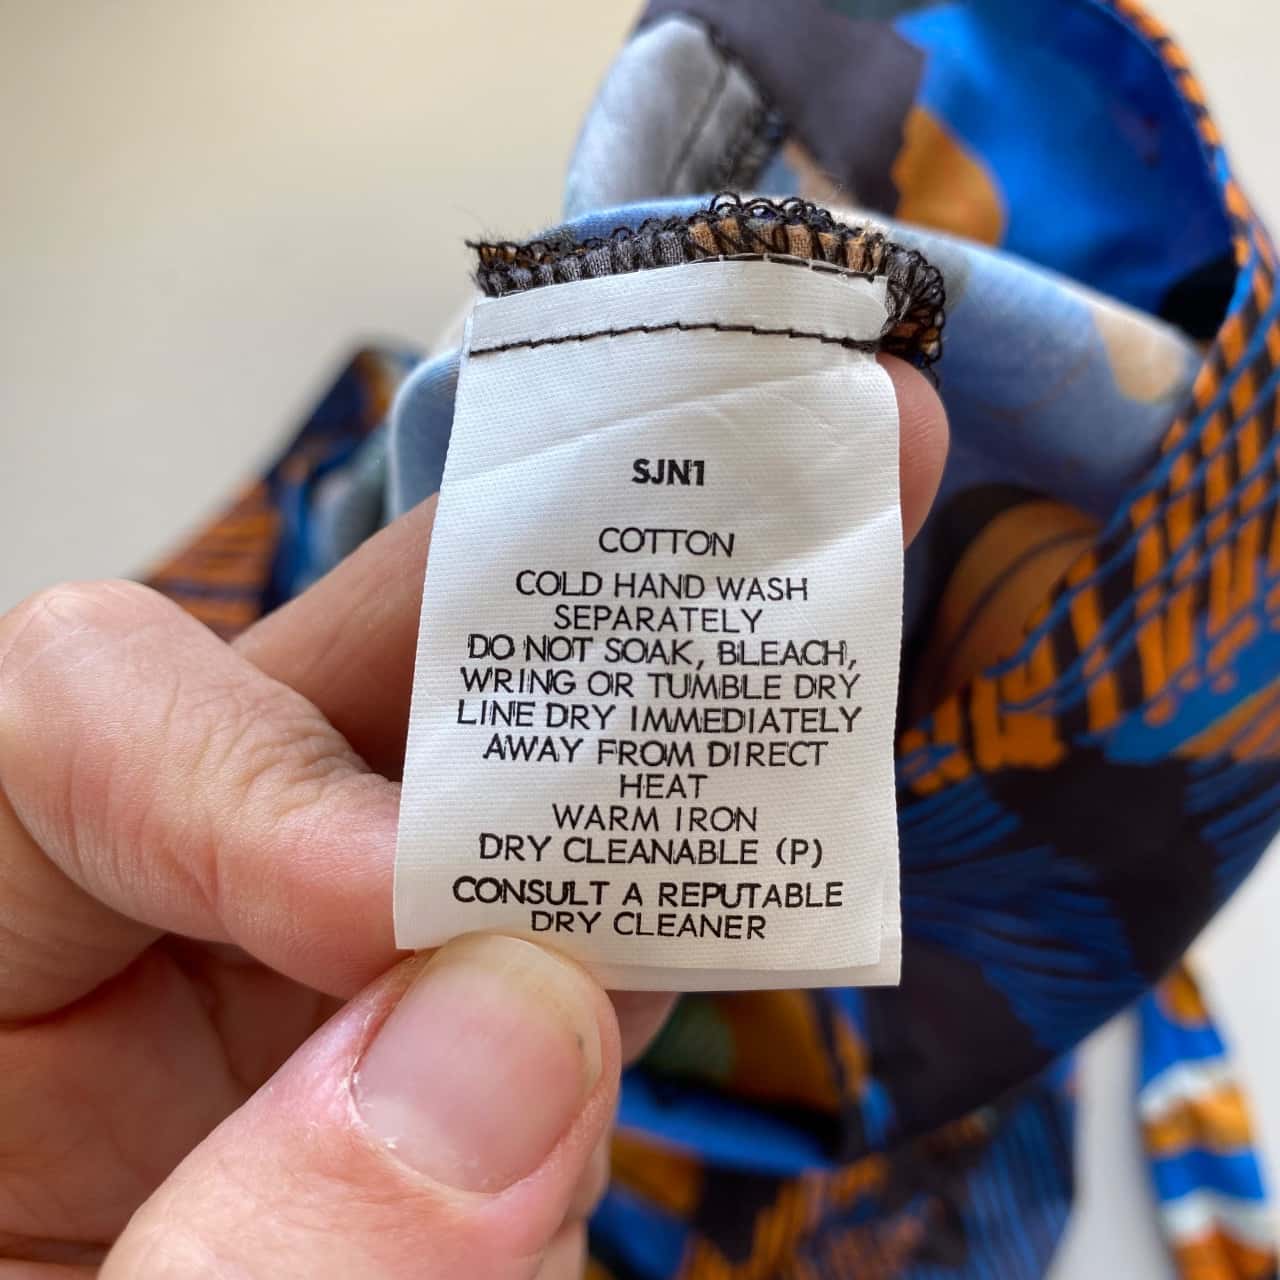 SJN1
COTTON
COLD HAND WASH
SEPARATELY
DO NOT SOAK, BLEACH,
WRING OR TUMBLE DRY
LINE DRY IMMEDIATELY
AWAY FROM DIRECT
HEAT
WARM IRON
DRY CLEANABLE (P)
CONSULT A REPUTABLE
DRY CLEANER